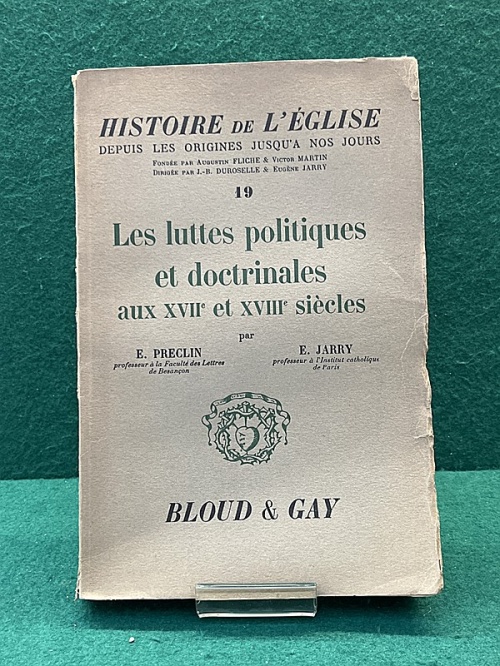 HISTOIRE DE L'ÉGLISE
DEPUIS LES ORIGINES JUSQU'A NOS JOURS
Fondée par Augustin FLICHE & Victor MARTIN
Dirigée par J.-B. DUROSELLE & Eugène JARRY
19
Les luttes politiques
et doctrinales
aux XVIIe et XVIIIe siècles
par
E. PRECLIN
professeur à la Faculté des Lettres
de Besançon
E. JARRY
professeur à l'Institut catholique
de Paris
BLOUD & GAY